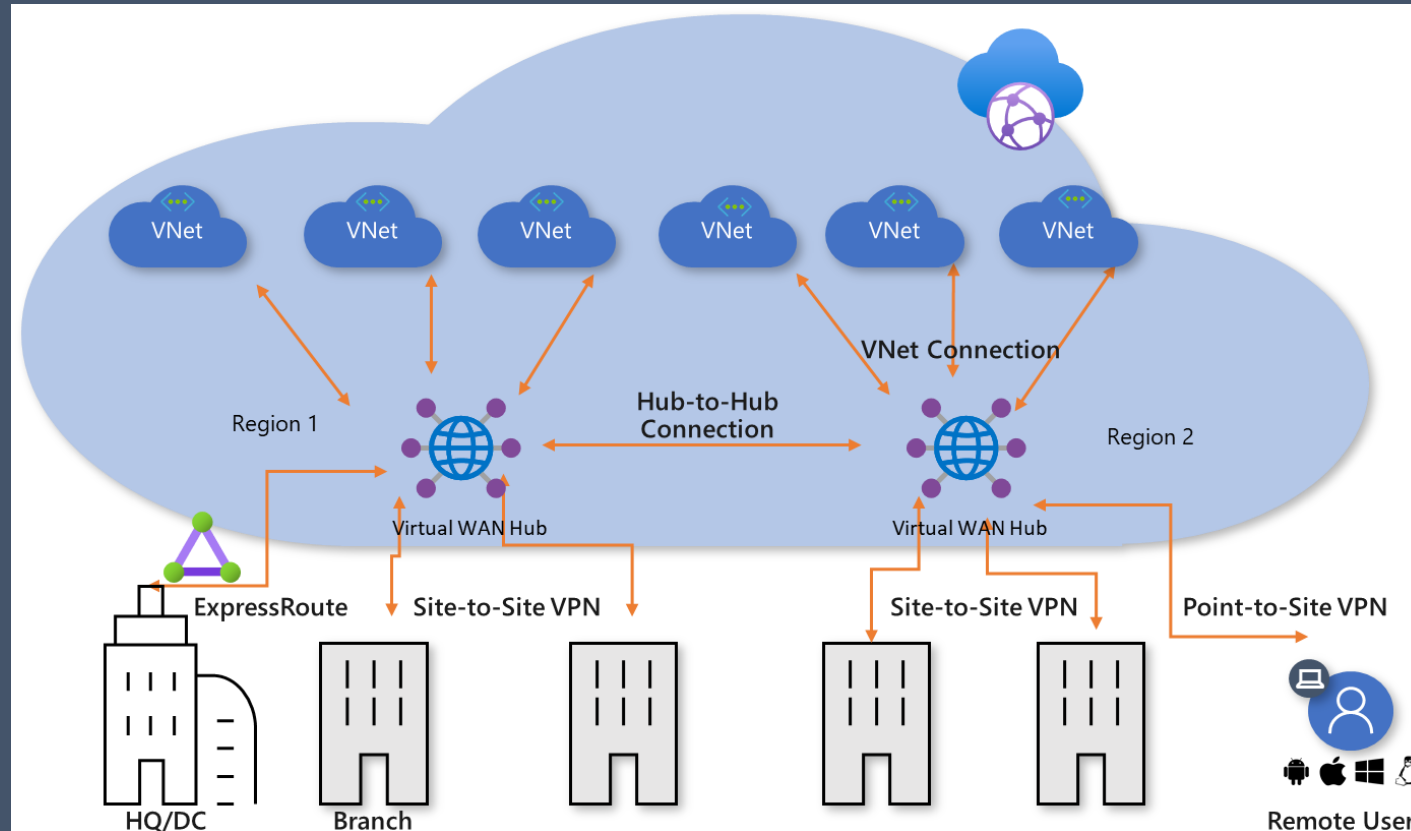 VNet
VNet
VNet
VNet
VNet
VNet
VNet Connection
Hub-to-Hub
Connection
Region 1
Region 2
Virtual WAN Hub
Virtual WAN Hub
ExpressRoute
Site-to-Site VPN
Site-to-Site VPN
Point-to-Site VPN
HQ/DC
Branch
Remote User